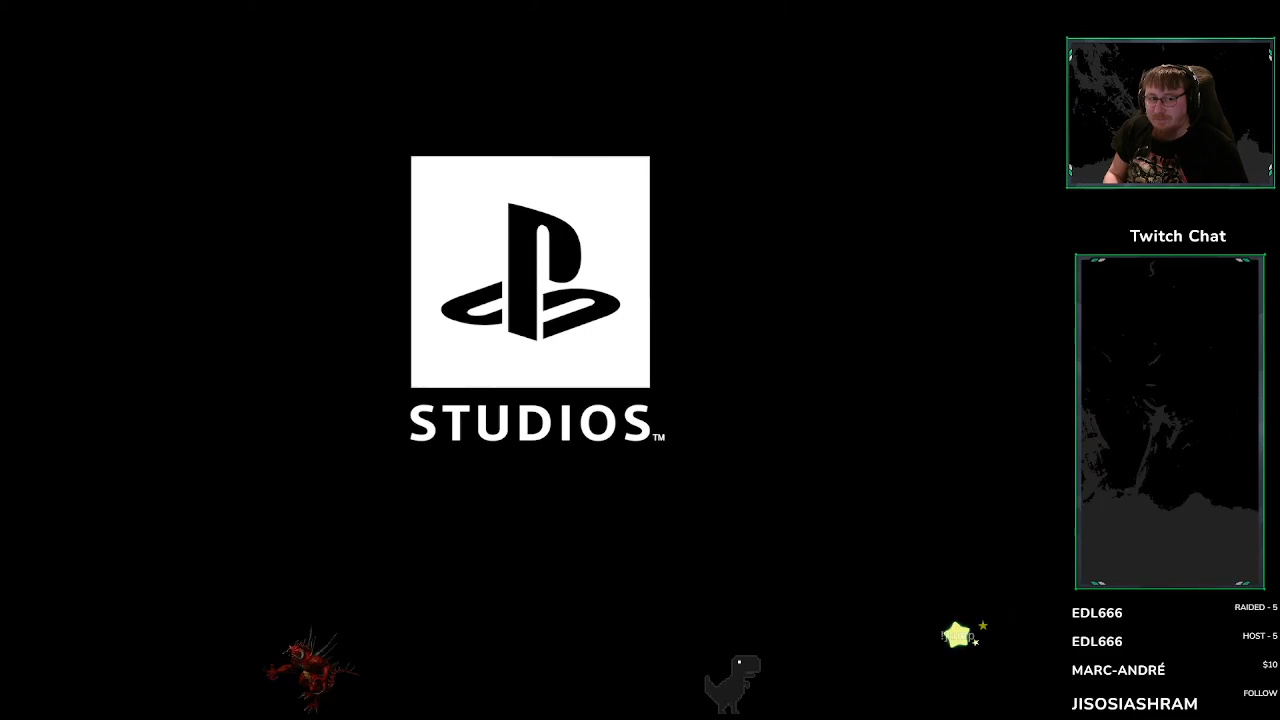 STUDIOS™
Twitch Chat
EDL666
RAIDED - 5
EDL666
HOST - 5
MARC-ANDRÉ
$10
JISOSIASHRAM
FOLLOW